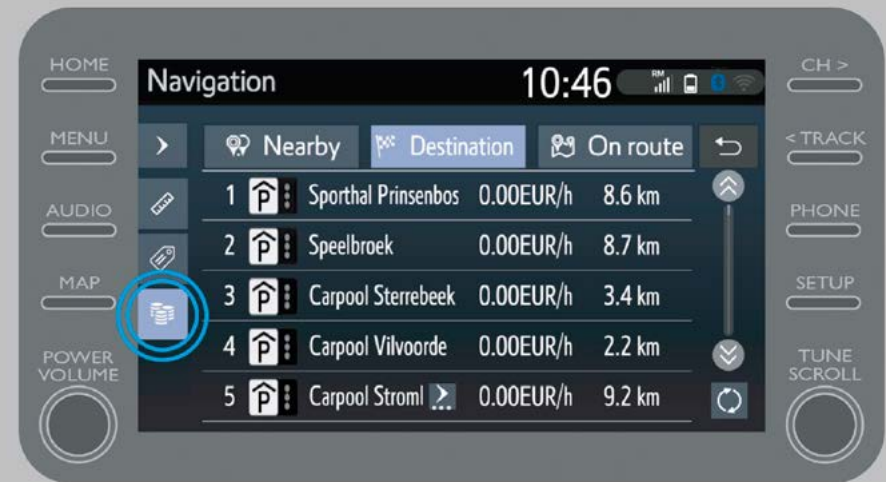 HOME
MENU
AUDIO
MAP
POWER
VOLUME
Navigation 10:46 RM
Nearby Destination On route
1 P Sporthal Prinsenbos 0.00EUR/h 8.6 km
2 P Speelbroek 0.00EUR/h 8.7 km
3 P Carpool Sterrebeek 0.00EUR/h 3.4 km
4 P Carpool Vilvoorde 0.00EUR/h 2.2 km
5 P Carpool Stroml 0.00EUR/h 9.2 km
CH >
< TRACK
PHONE
SETUP
TUNE
SCROLL